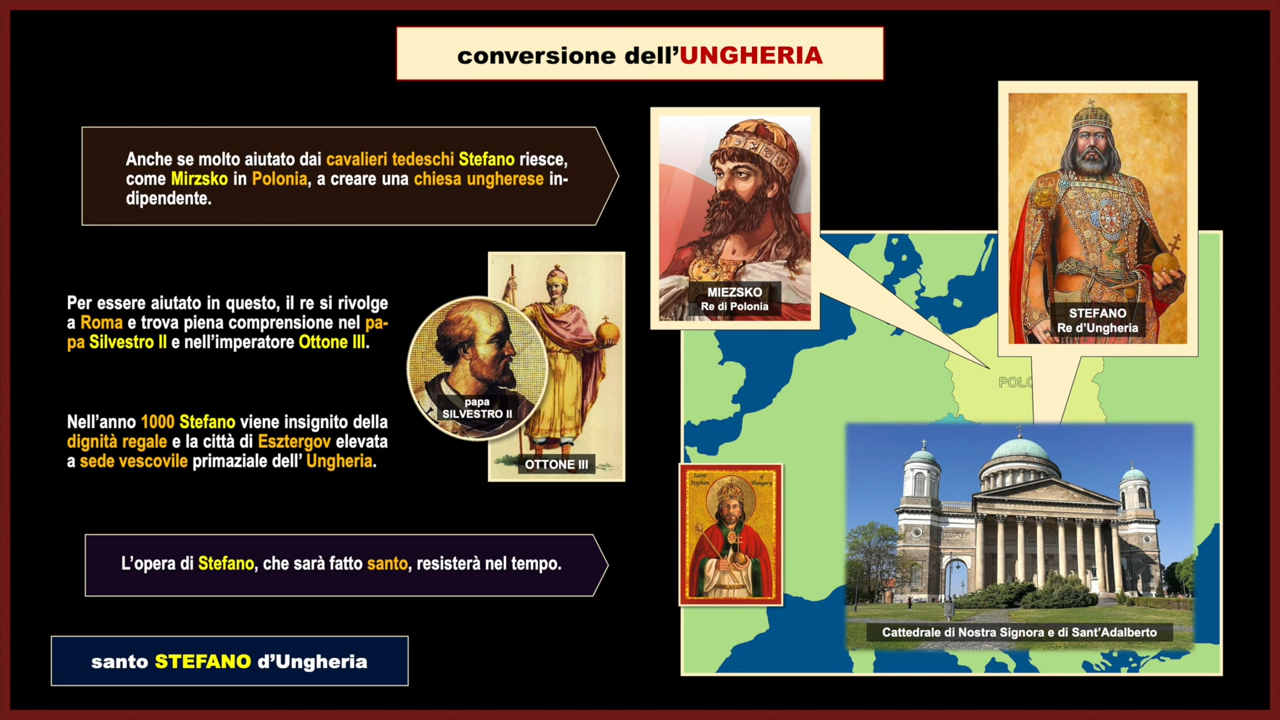 conversione dell’UNGHERIA
Anche se molto aiutato dai cavalieri tedeschi Stefano riesce,
come Mirzsko in Polonia, a creare una chiesa ungherese in-
dipendente.
Per essere aiutato in questo, il re si rivolge
a Roma e trova piena comprensione nel pa-
pa Silvestro II e nell’imperatore Ottone III.
Nell’anno 1000 Stefano viene insignito della
dignità regale e la città di Esztergov elevata
a sede vescovile primaziale dell’ Ungheria.
papa
SILVESTRO II
OTTONE III
L’opera di Stefano, che sarà fatto santo, resisterà nel tempo.
santo STEFANO d’Ungheria
MIEZSKO
Re di Polonia
STEFANO
Re d’Ungheria
POLO
Saint Stephen of Hungary
Cattedrale di Nostra Signora e di Sant’Adalberto